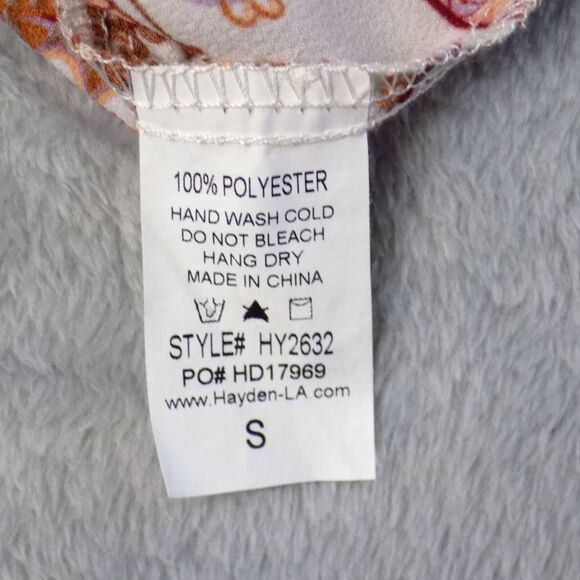 100% POLYESTER
HAND WASH COLD
DO NOT BLEACH
HANG DRY
MADE IN CHINA
STYLE# HY2632
PO# HD17969
www.Hayden-LA.com
S